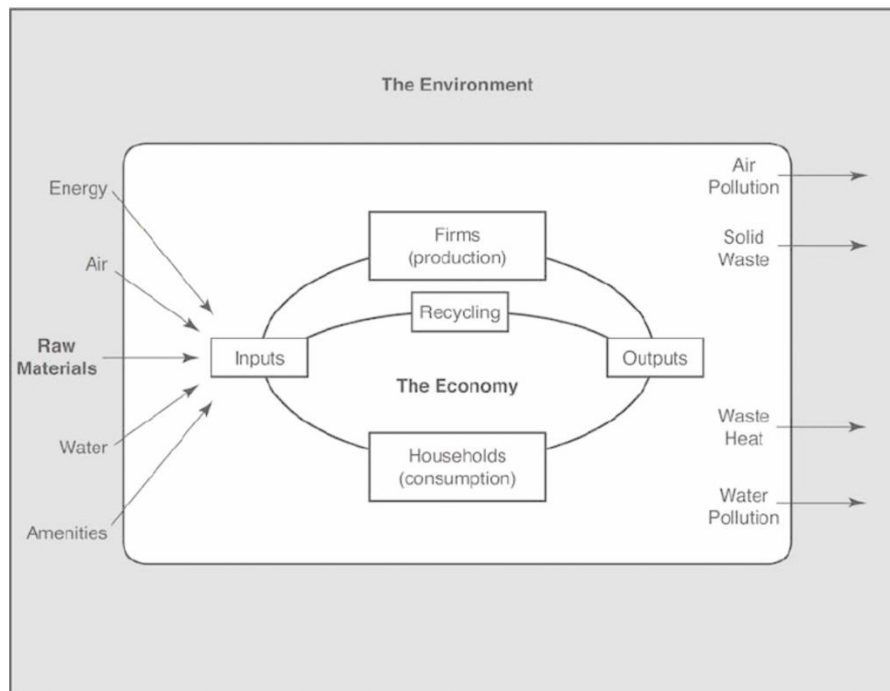 The Environment
Energy
Air
Raw
Materials
Water
Amenities
Inputs
Firms
(production)
Recycling
The Economy
Households
(consumption)
Outputs
Air
Pollution
Solid
Waste
Waste
Heat
Water
Pollution